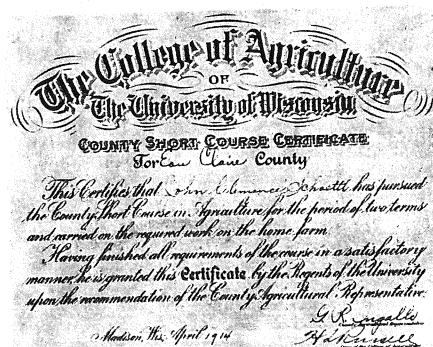 The College of Agriculture
OF
The University of Wisconsin
COUNTY SHORT COURSE CERTIFICATE
For Eau Claire County
This Certifies that John Clemence has pursued
the County Short Course in Agriculture for the period of two terms
and carried on the required work on the home farm.
Having finished all requirements of the course in a satisfactory
manner, he is granted this Certificate by the Regents of the University
upon the recommendation of the County Agricultural Representative.
G R Ingalls
Madison, Wis. April 1914
H L Russell